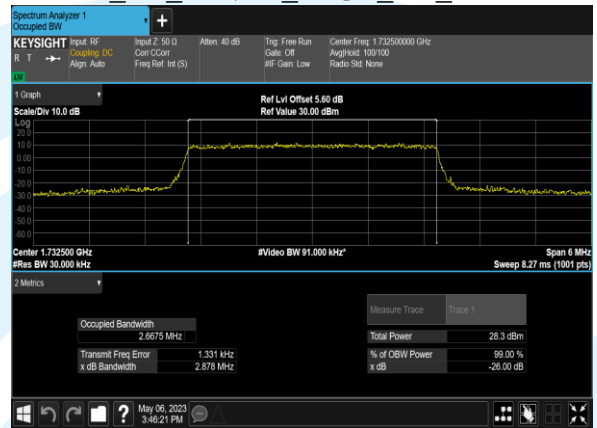 Spectrum Analyzer 1
Occupied BW
KEYSIGHT Input: RF Input Z: 50 Ω Atten: 40 dB Trig: Free Run Center Freq: 1.732500000 GHz
Coupling: DC Corr CCorr Gate: Off Avg|Hold: 100/100
R T Align: Auto Freq Ref: Int (S) #IF Gain: Low Radio Std: None
1 Graph
Ref Lvl Offset 5.60 dB
Scale/Div 10.0 dB Ref Value 30.00 dBm
Log
20.0
10.0
0.00
-10.0
-20.0
-30.0
-40.0
-50.0
-60.0
Center 1.732500 GHz #Video BW 91.000 kHz* Span 6 MHz
#Res BW 30.000 kHz Sweep 8.27 ms (1001 pts)
2 Metrics
Measure Trace Trace 1
Occupied Bandwidth
2.6675 MHz Total Power 28.3 dBm
Transmit Freq Error 1.331 kHz % of OBW Power 99.00 %
x dB Bandwidth 2.878 MHz x dB -26.00 dB
? May 06, 2023
3:46:21 PM